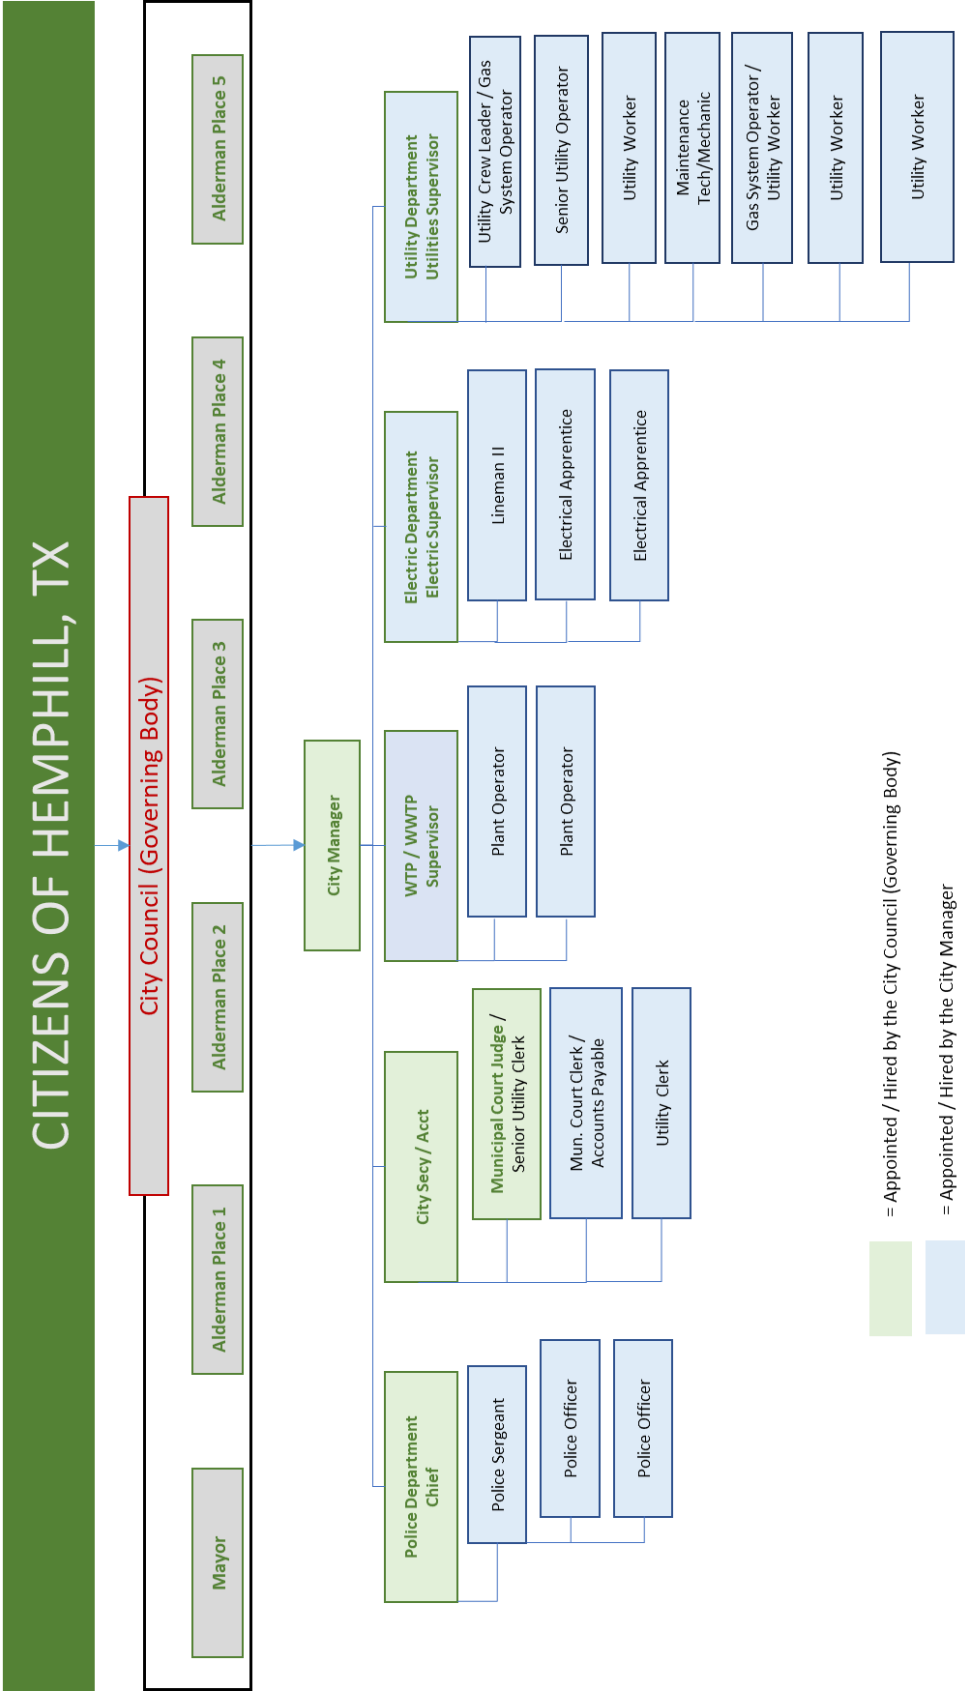 CITIZENS OF HEMPHILL, TX
City Council (Governing Body)
Mayor
Alderman Place 1
Alderman Place 2
Alderman Place 3
Alderman Place 4
Alderman Place 5
City Manager
Police Department
Chief
City Secy / Acct
WTP / WWTP
Supervisor
Electric Department
Electric Supervisor
Utility Department
Utilities Supervisor
Police Sergeant
Police Officer
Police Officer
Municipal Court Judge /
Senior Utility Clerk
Mun. Court Clerk /
Accounts Payable
Utility Clerk
Plant Operator
Plant Operator
Lineman II
Electrical Apprentice
Electrical Apprentice
Utility Crew Leader / Gas
System Operator
Senior Utility Operator
Utility Worker
Maintenance
Tech/Mechanic
Gas System Operator /
Utility Worker
Utility Worker
Utility Worker
= Appointed / Hired by the City Council (Governing Body)
= Appointed / Hired by the City Manager